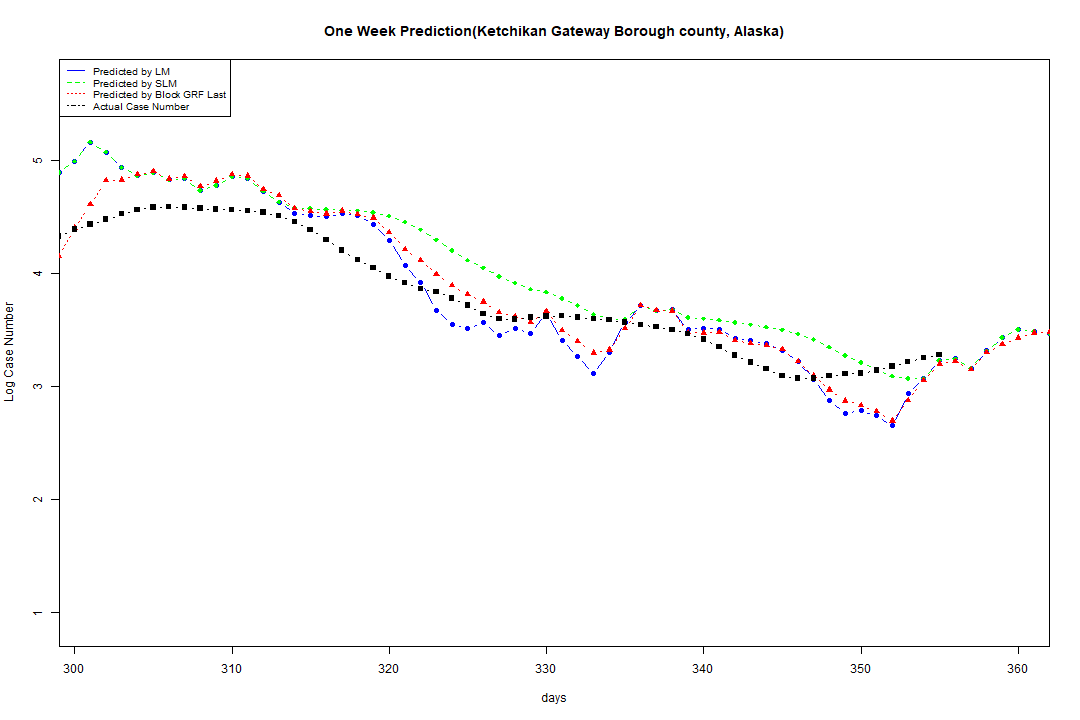 One Week Prediction(Ketchikan Gateway Borough county, Alaska)
Predicted by LM
Predicted by SLM
Predicted by Block GRF Last
Actual Case Number
5
4
3
2
1
Log Case Number
300 310 320 330 340 350 360
days